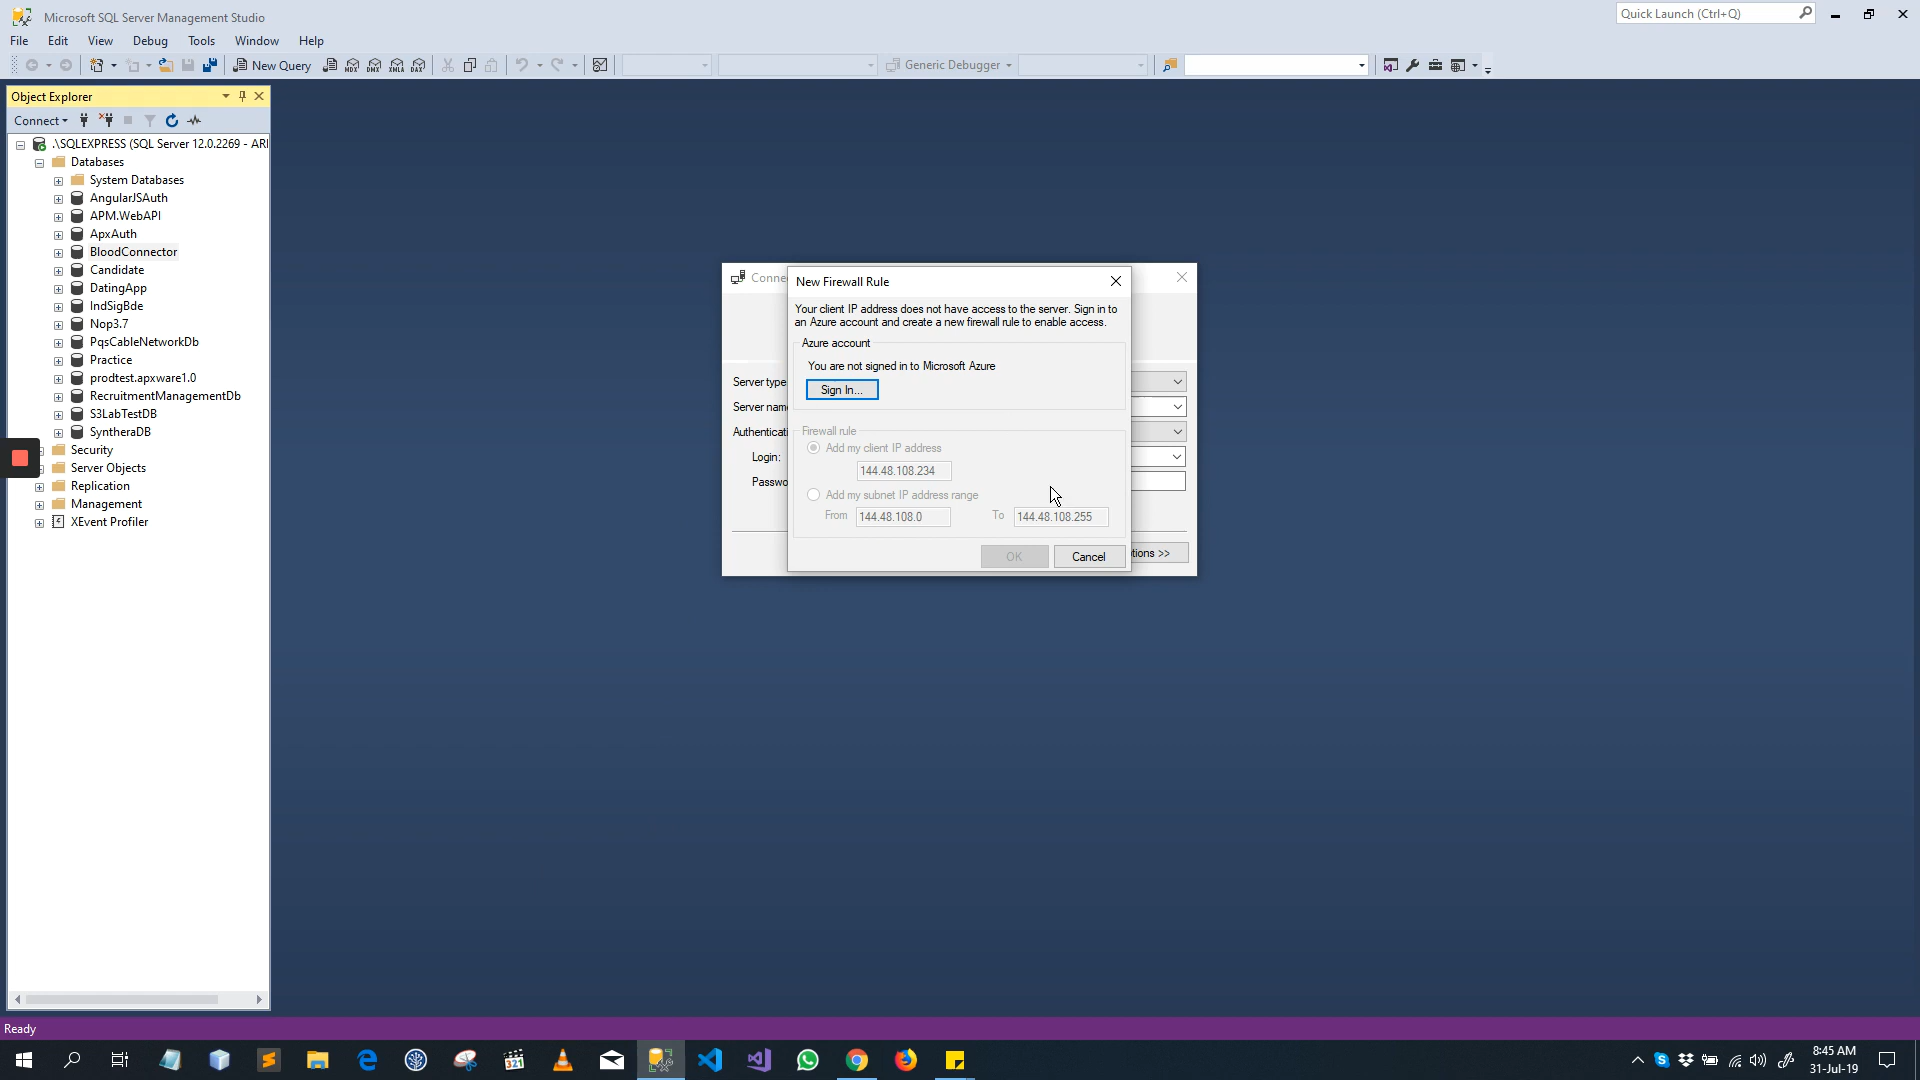 Microsoft SQL Server Management Studio
Quick Launch (Ctrl+Q)
File Edit View Debug Tools Window Help
New Query
MDX DMX XMLA DAX
Generic Debugger
Object Explorer
Connect
.\SQLEXPRESS (SQL Server 12.0.2269 - ARI
Databases
System Databases
AngularJSAuth
APM.WebAPI
ApxAuth
BloodConnector
Candidate
DatingApp
IndSigBde
Nop3.7
PqsCableNetworkDb
Practice
prodtest.apxware1.0
RecruitmentManagementDb
S3LabTestDB
SyntheraDB
Security
Server Objects
Replication
Management
XEvent Profiler
Conne
Server type
Server nam
Authenticati
Login:
Passwo
tions >>
New Firewall Rule
Your client IP address does not have access to the server. Sign in to
an Azure account and create a new firewall rule to enable access.
Azure account
You are not signed in to Microsoft Azure
Sign In...
Firewall rule
Add my client IP address
144.48.108.234
Add my subnet IP address range
From 144.48.108.0 To 144.48.108.255
OK Cancel
Ready
321
8:45 AM
31-Jul-19